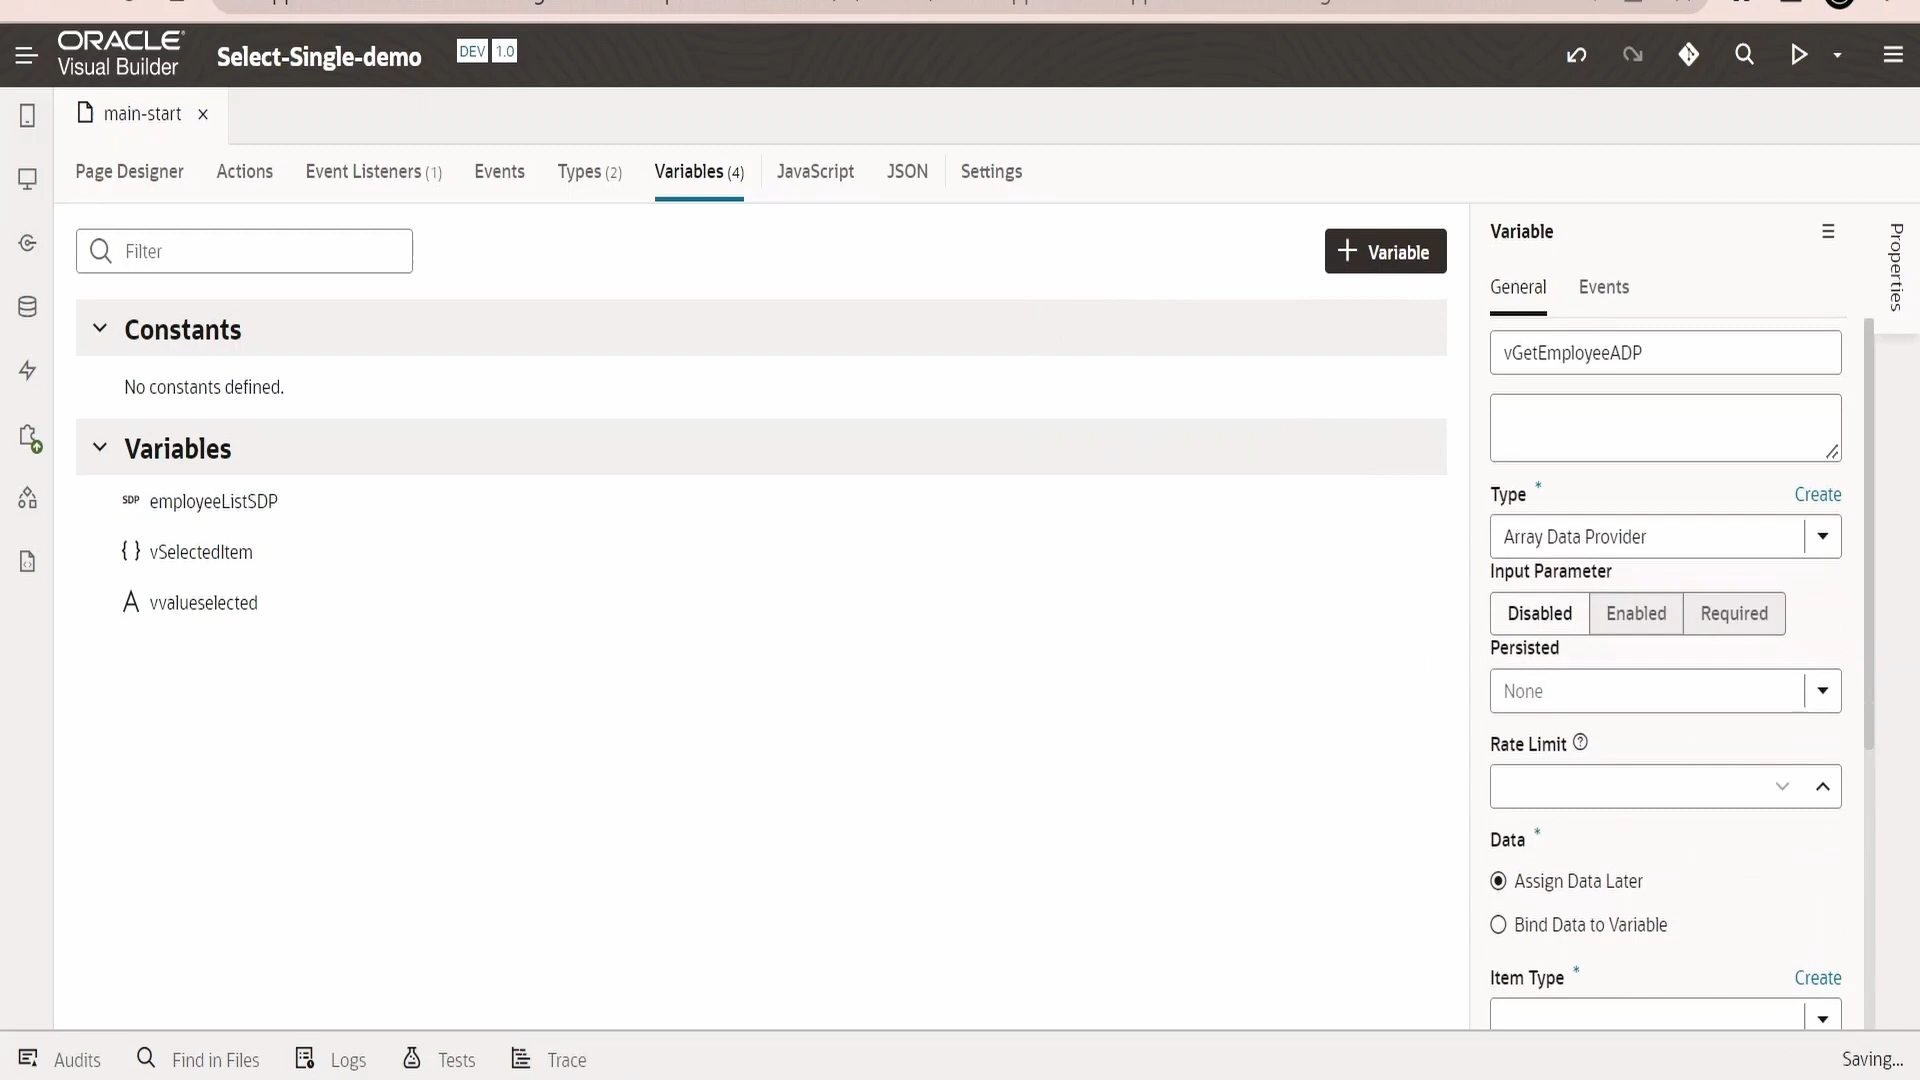 ORACLE
Visual Builder
Select-Single-demo
DEV 1.0
main-start
Page Designer
Actions
Event Listeners (1)
Events
Types (2)
Variables (4)
JavaScript
JSON
Settings
Filter
+ Variable
Constants
No constants defined.
Variables
SDP employeeListSDP
{ } vSelectedItem
A vvalueselected
Variable
Properties
General
Events
vGetEmployeeADP
Type *
Create
Array Data Provider
Input Parameter
Disabled
Enabled
Required
Persisted
None
Rate Limit
Data *
Assign Data Later
Bind Data to Variable
Item Type *
Create
Audits
Find in Files
Logs
Tests
Trace
Saving...